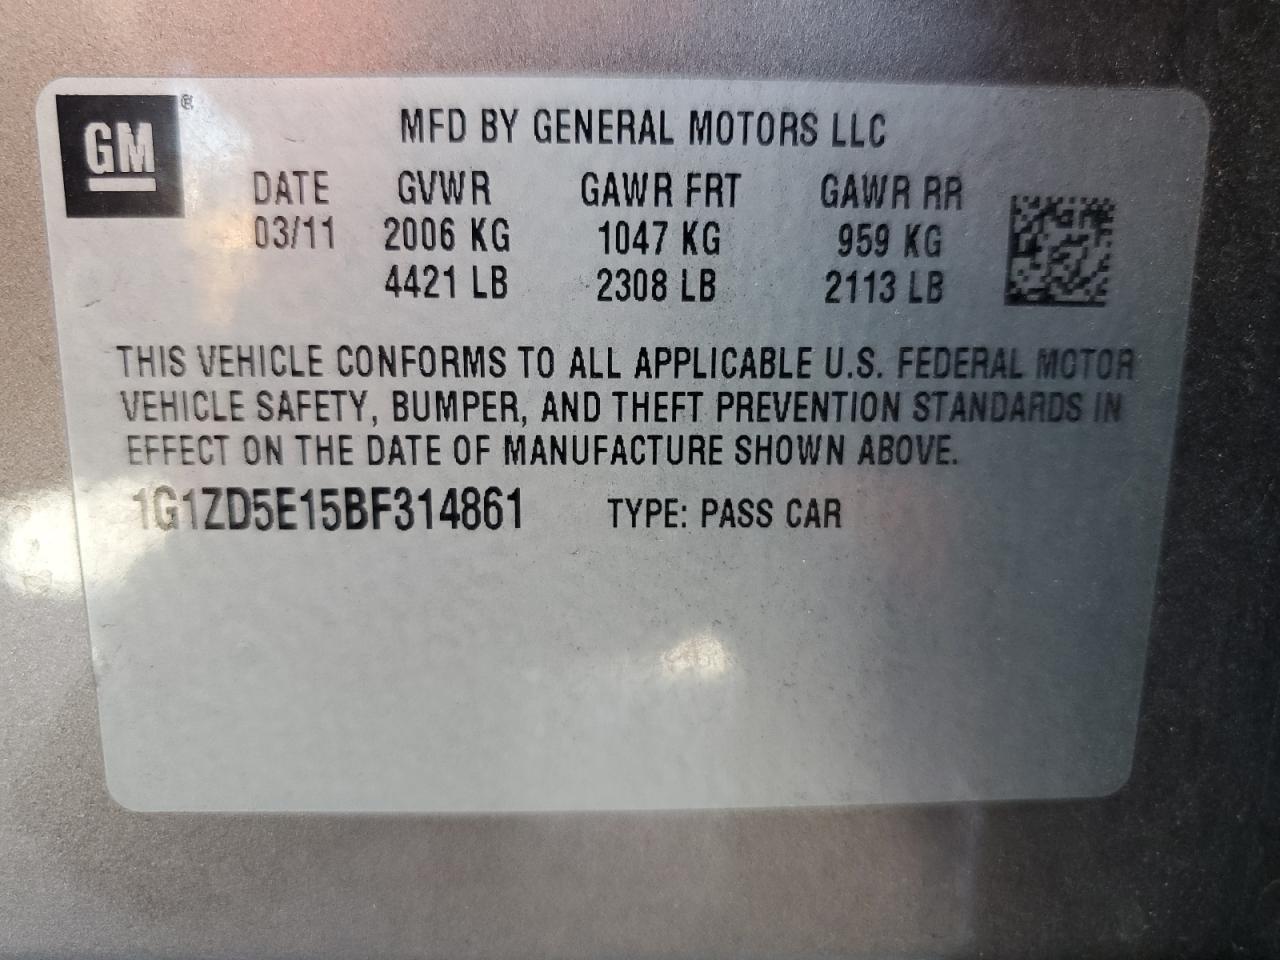 GM®
MFD BY GENERAL MOTORS LLC
DATE GVWR GAWR FRT GAWR RR
03/11 2006 KG 1047 KG 959 KG
4421 LB 2308 LB 2113 LB
THIS VEHICLE CONFORMS TO ALL APPLICABLE U.S. FEDERAL MOTOR
VEHICLE SAFETY, BUMPER, AND THEFT PREVENTION STANDARDS IN
EFFECT ON THE DATE OF MANUFACTURE SHOWN ABOVE.
1G1ZD5E15BF314861 TYPE: PASS CAR